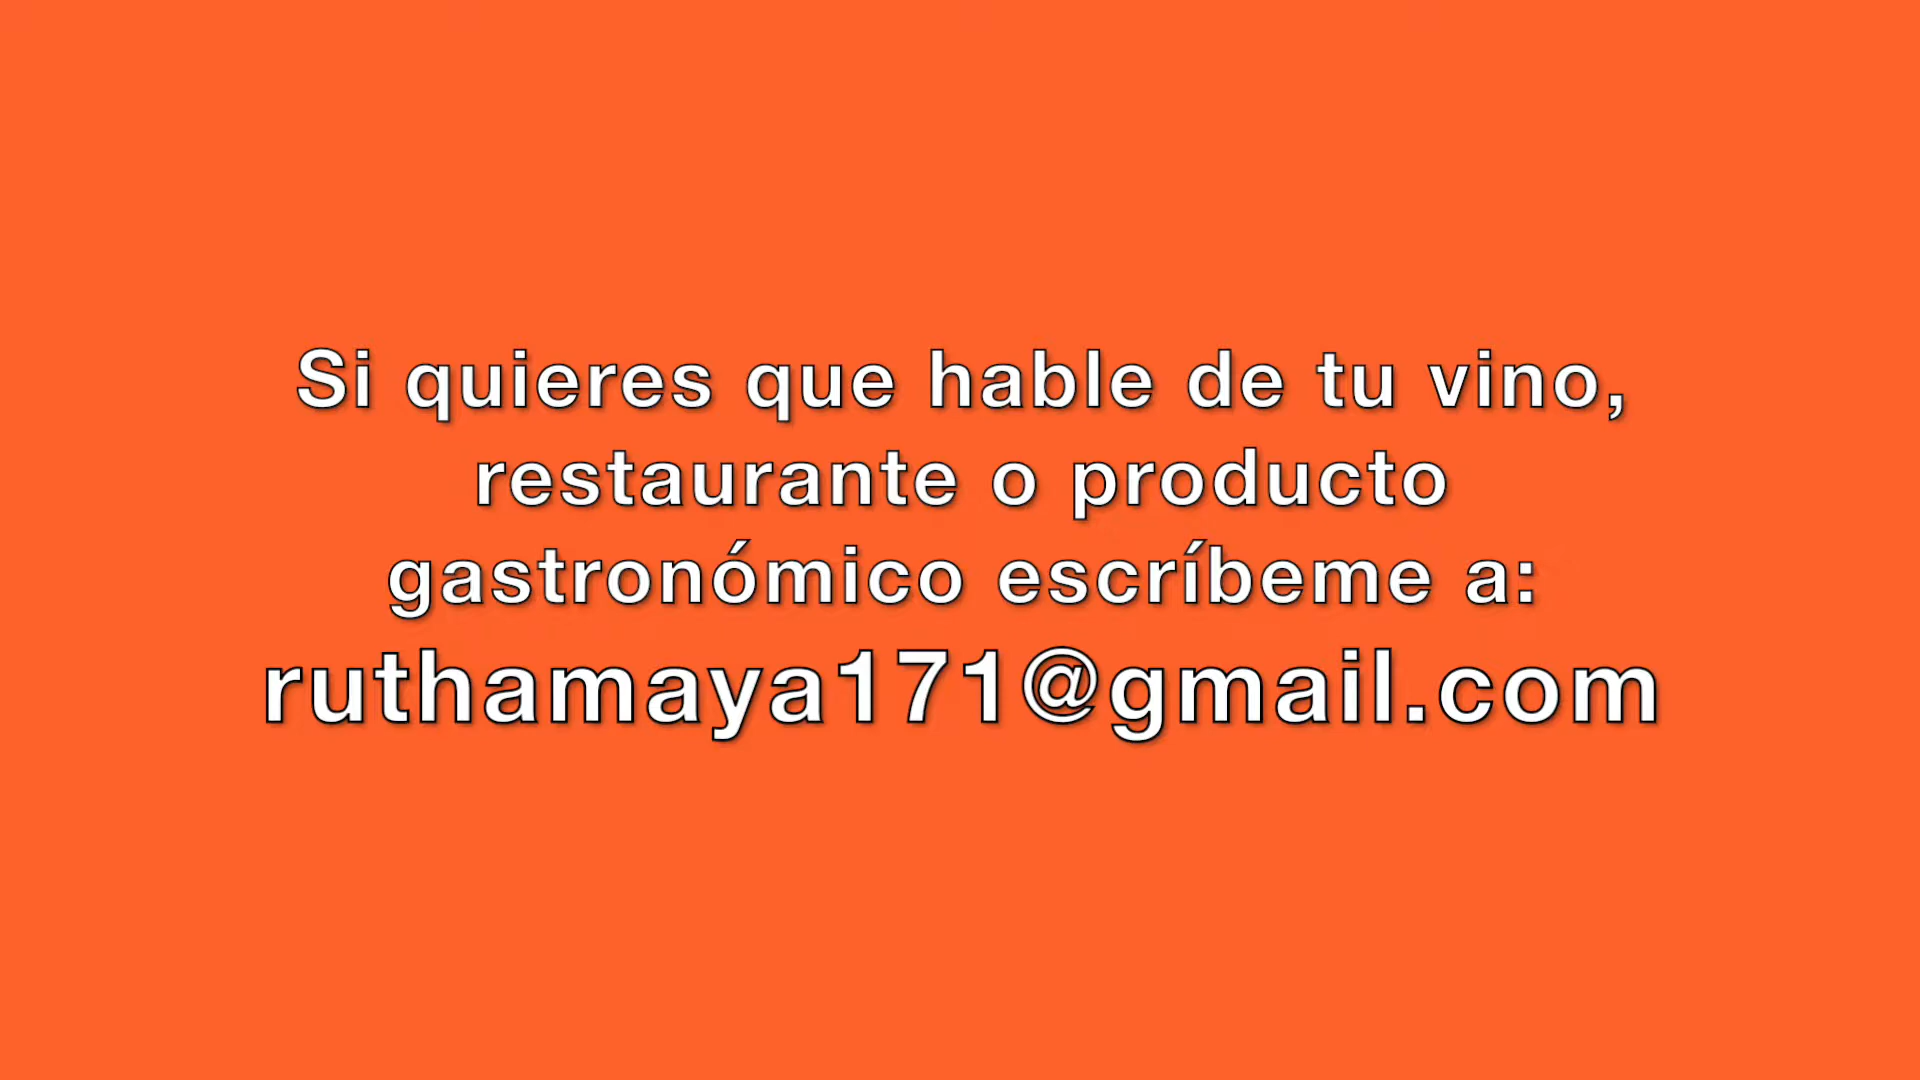 Si quieres que hable de tu vino,
restaurante o producto
gastronómico escríbeme a:
ruthamaya171@gmail.com